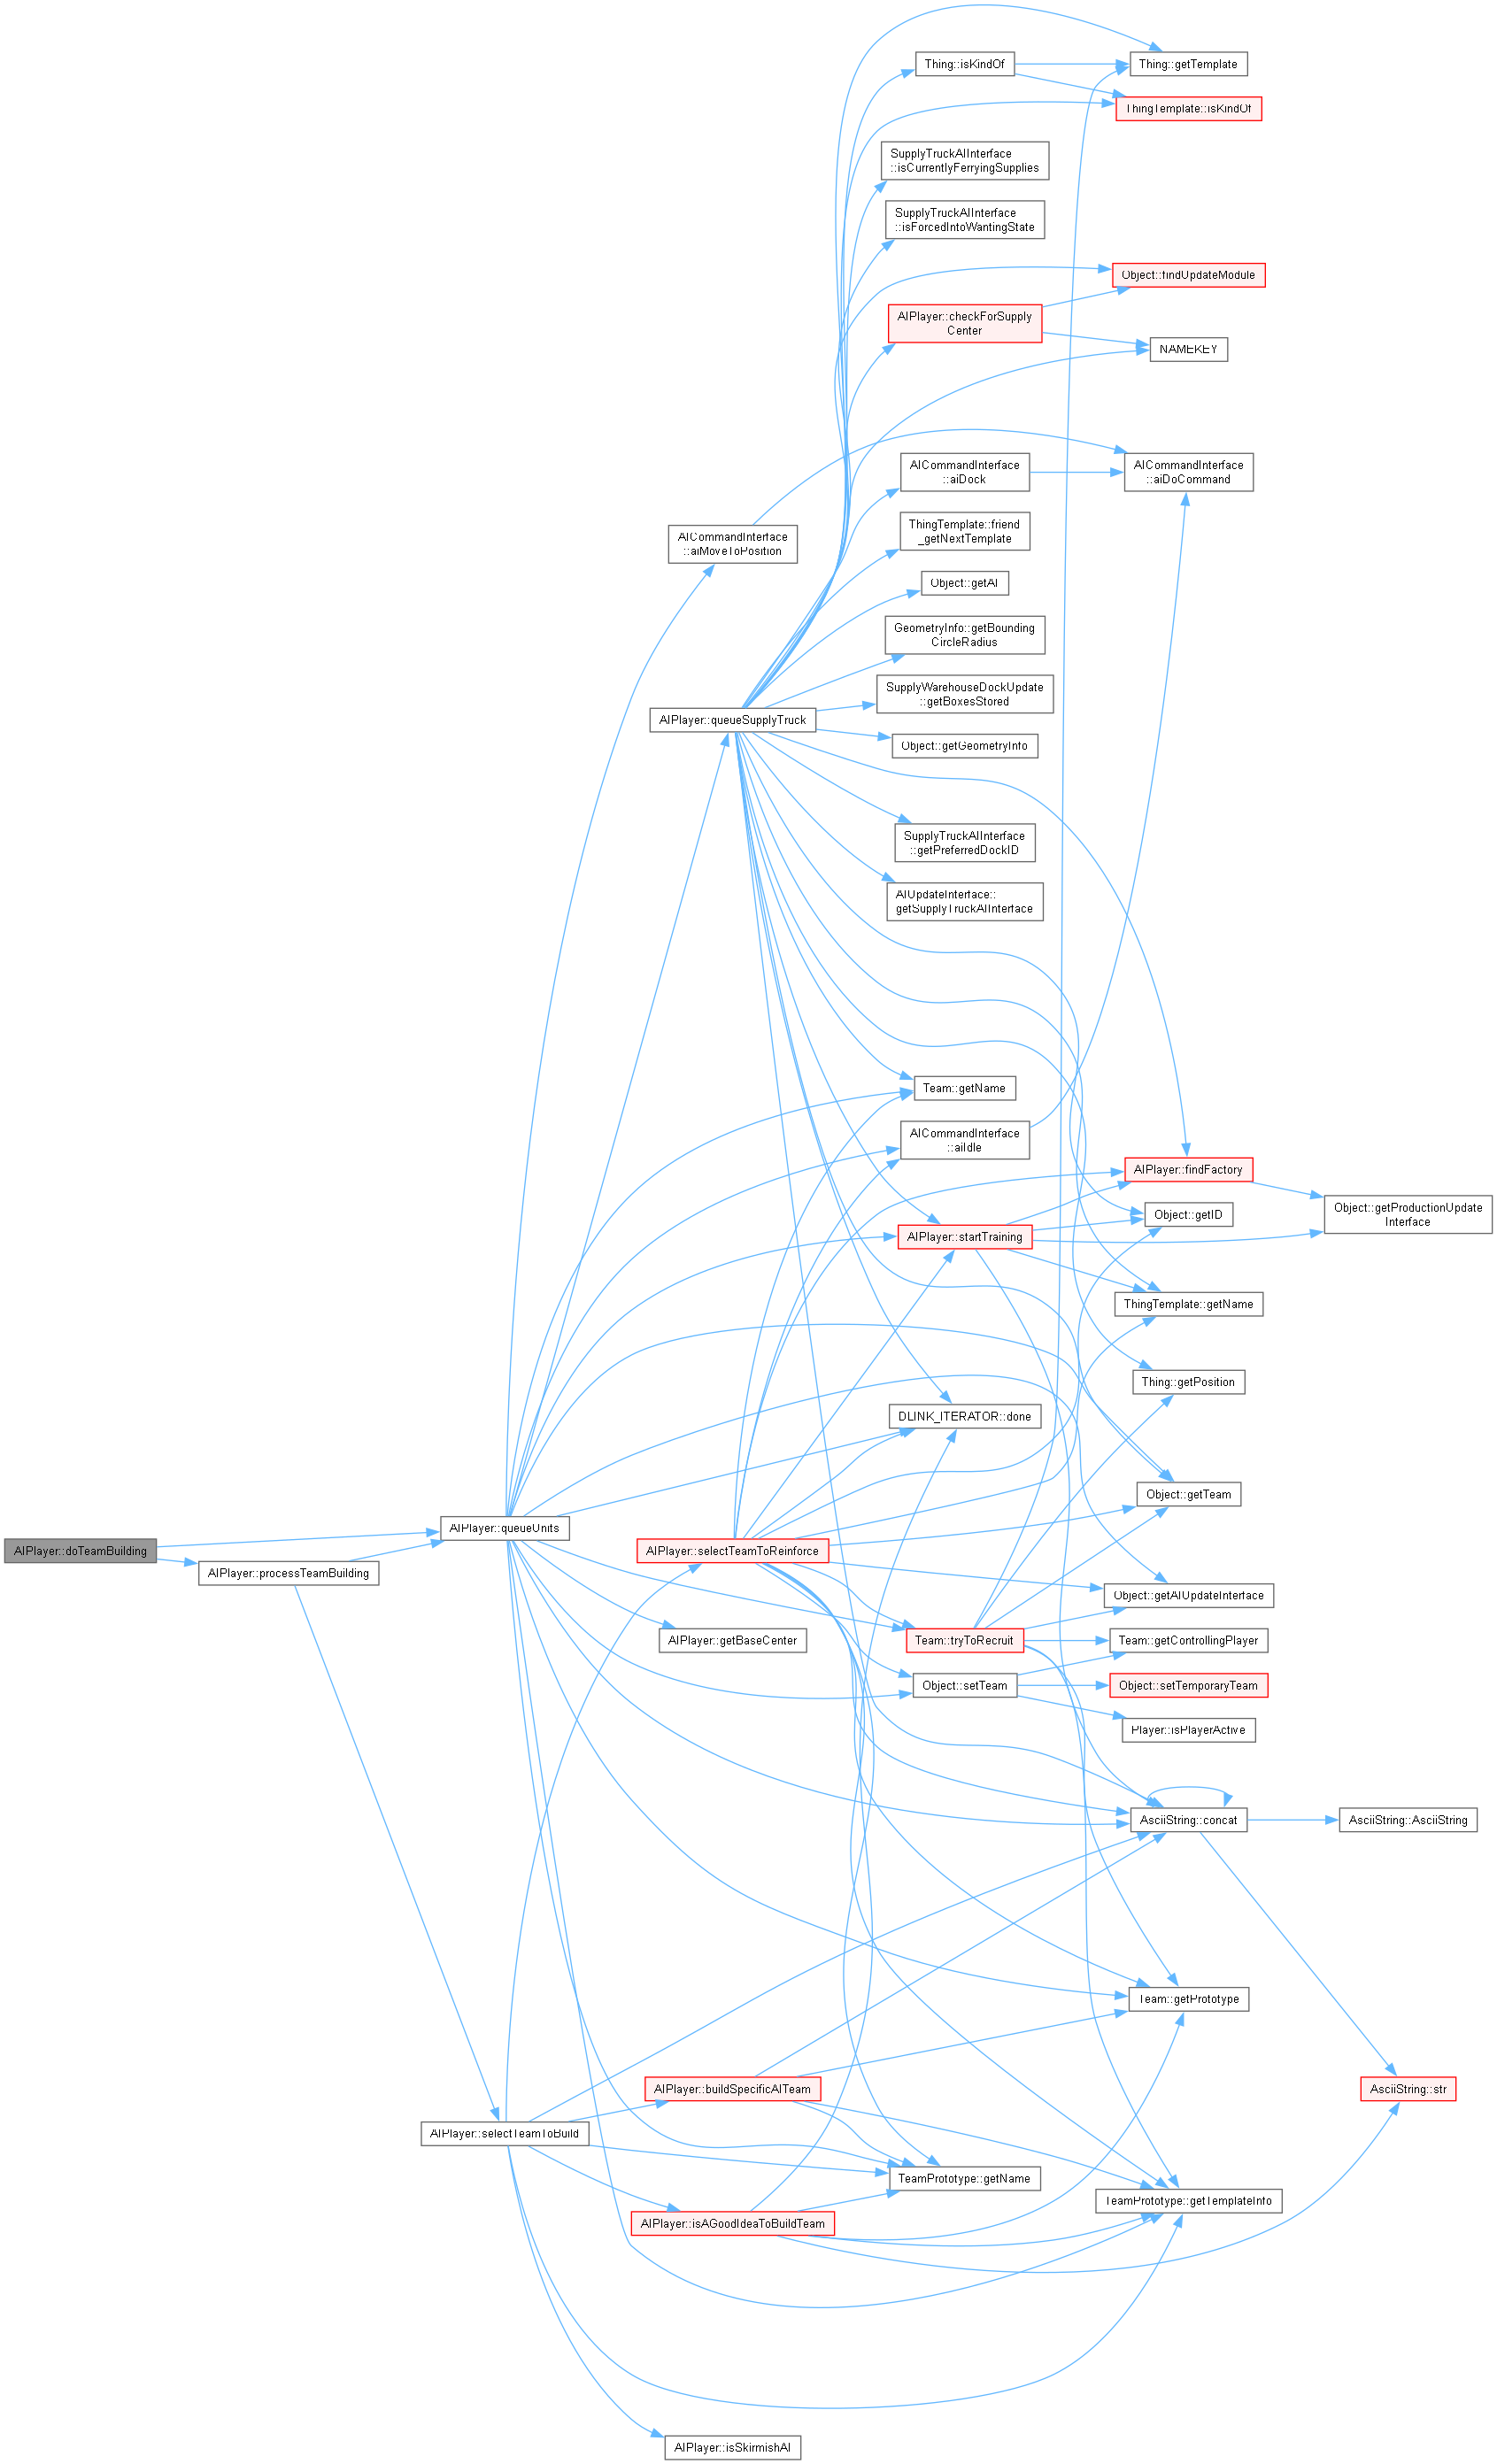 Thing::isKindOf
Thing::getTemplate
ThingTemplate::isKindOf
SupplyTruckAIInterface
::isCurrentlyFerryingSupplies
SupplyTruckAIInterface
::isForcedIntoWantingState
Object::findUpdateModule
AIPlayer::checkForSupply
Center
NAMEKEY
AICommandInterface
::aiDock
AICommandInterface
::aiDoCommand
ThingTemplate::friend
_getNextTemplate
AICommandInterface
::aiMoveToPosition
Object::getAI
GeometryInfo::getBounding
CircleRadius
SupplyWarehouseDockUpdate
::getBoxesStored
AIPlayer::queueSupplyTruck
Object::getGeometryInfo
SupplyTruckAIInterface
::getPreferredDockID
AIUpdateInterface::
getSupplyTruckAIInterface
Team::getName
AICommandInterface
::aiIdle
AIPlayer::findFactory
Object::getProductionUpdate
Interface
Object::getID
AIPlayer::startTraining
ThingTemplate::getName
Thing::getPosition
DLINK_ITERATOR::done
Object::getTeam
AIPlayer::doTeamBuilding
AIPlayer::queueUnits
AIPlayer::processTeamBuilding
AIPlayer::selectTeamToReinforce
Object::getAIUpdateInterface
AIPlayer::getBaseCenter
Team::tryToRecruit
Team::getControllingPlayer
Object::setTeam
Object::setTemporaryTeam
Player::isPlayerActive
AsciiString::concat
AsciiString::AsciiString
Team::getPrototype
AIPlayer::buildSpecificAITeam
AsciiString::str
AIPlayer::selectTeamToBuild
TeamPrototype::getName
TeamPrototype::getTemplateInfo
AIPlayer::isAGoodIdeaToBuildTeam
AIPlayer::isSkirmishAI